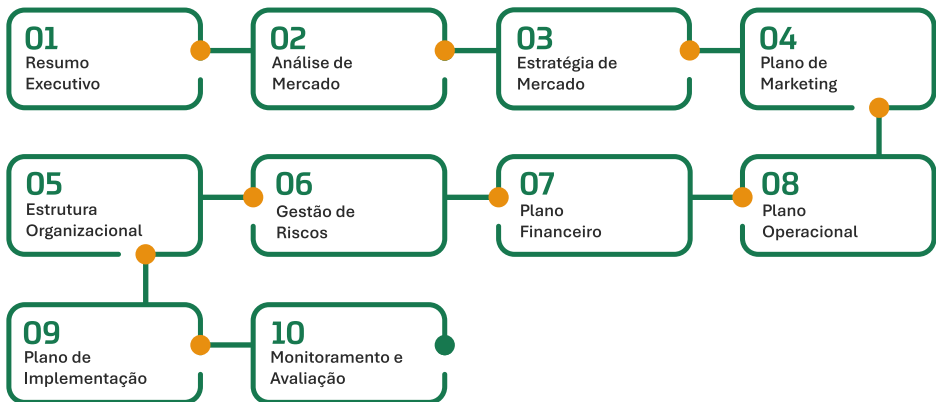 01
Resumo
Executivo
02
Análise de
Mercado
03
Estratégia de
Mercado
04
Plano de
Marketing
05
Estrutura
Organizacional
06
Gestão de
Riscos
07
Plano
Financeiro
08
Plano
Operacional
09
Plano de
Implementação
10
Monitoramento e
Avaliação